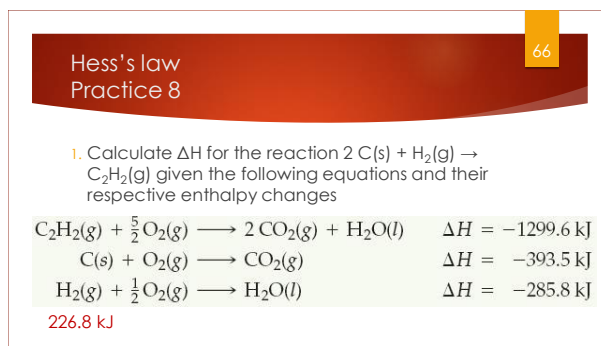 66
Hess's law
Practice 8
1. Calculate ΔH for the reaction 2 C(s) + H₂(g) →
C₂H₂(g) given the following equations and their
respective enthalpy changes
C₂H₂(g) + 5/2 O₂(g) ⟶ 2 CO₂(g) + H₂O(l) ΔH = −1299.6 kJ
C(s) + O₂(g) ⟶ CO₂(g) ΔH = −393.5 kJ
H₂(g) + 1/2 O₂(g) ⟶ H₂O(l) ΔH = −285.8 kJ
226.8 kJ